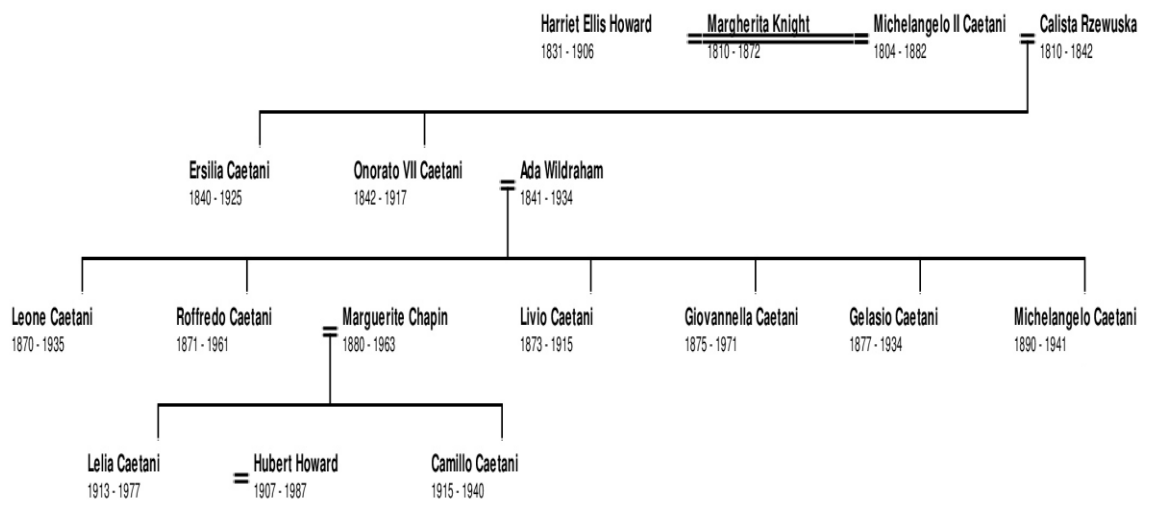 Harriet Ellis Howard
1831 - 1906
Margherita Knight
1810 - 1872
Michelangelo II Caetani
1804 - 1882
Calista Rzewuska
1810 - 1842
Ersilia Caetani
1840 - 1925
Onorato VII Caetani
1842 - 1917
Ada Wildraham
1841 - 1934
Leone Caetani
1870 - 1935
Roffredo Caetani
1871 - 1961
Marguerite Chapin
1880 - 1963
Livio Caetani
1873 - 1915
Giovannella Caetani
1875 - 1971
Gelasio Caetani
1877 - 1934
Michelangelo Caetani
1890 - 1941
Lelia Caetani
1913 - 1977
Hubert Howard
1907 - 1987
Camillo Caetani
1915 - 1940